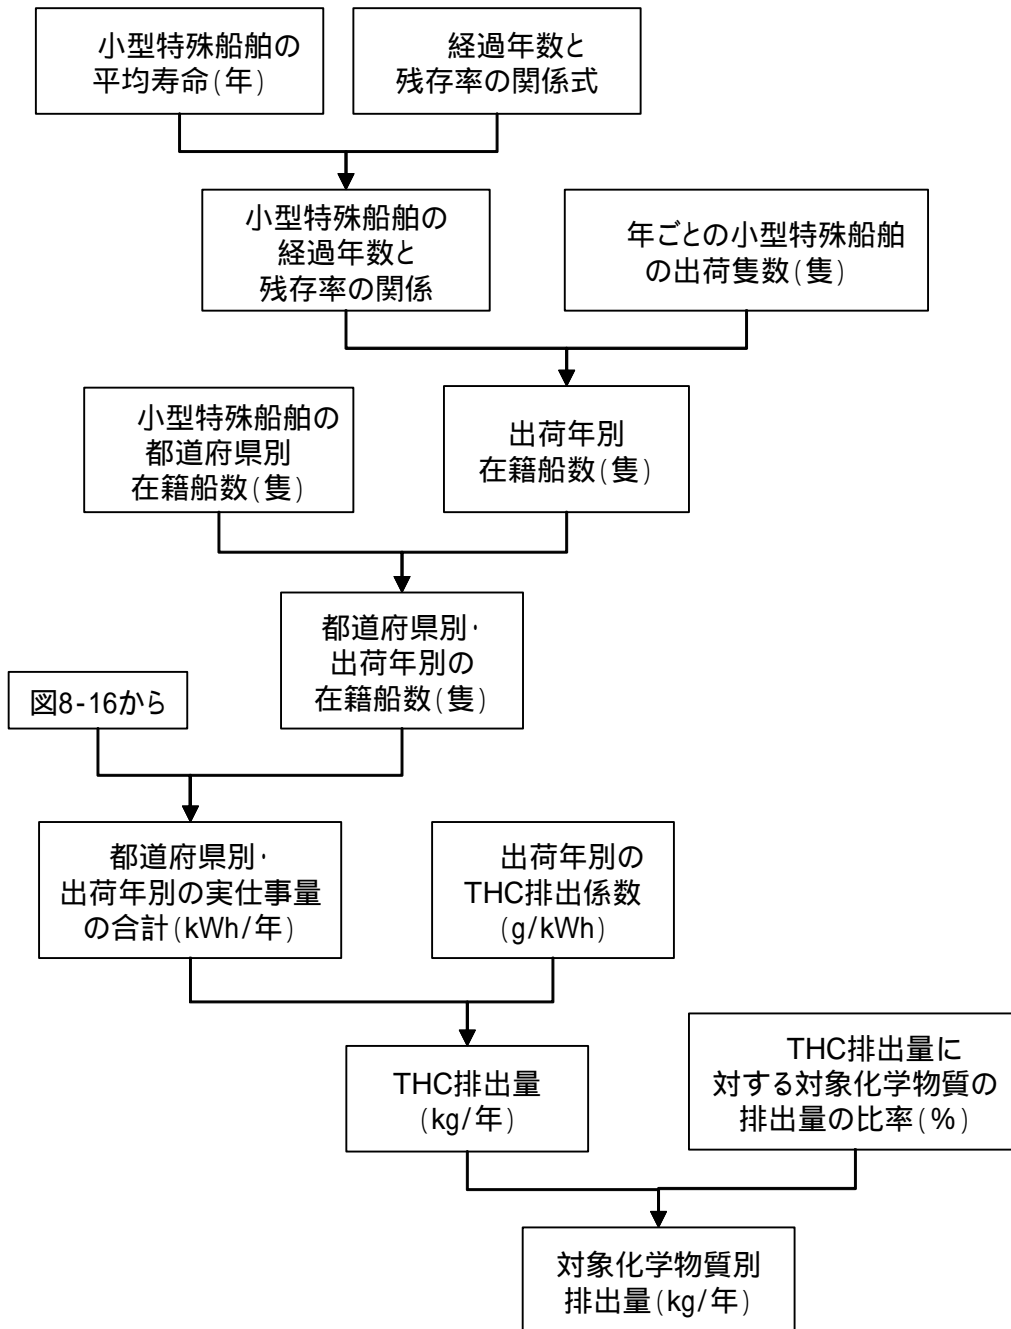 小型特殊船舶の
平均寿命(年)
経過年数と
残存率の関係式
小型特殊船舶の
経過年数と
残存率の関係
年ごとの小型特殊船舶
の出荷隻数(隻)
小型特殊船舶の
都道府県別
在籍船数(隻)
出荷年別
在籍船数(隻)
都道府県別・
出荷年別の
在籍船数(隻)
図8-16から
都道府県別・
出荷年別の実仕事量
の合計(kWh/年)
出荷年別の
THC排出係数
(g/kWh)
THC排出量
(kg/年)
THC排出量に
対する対象化学物質の
排出量の比率(%)
対象化学物質別
排出量(kg/年)